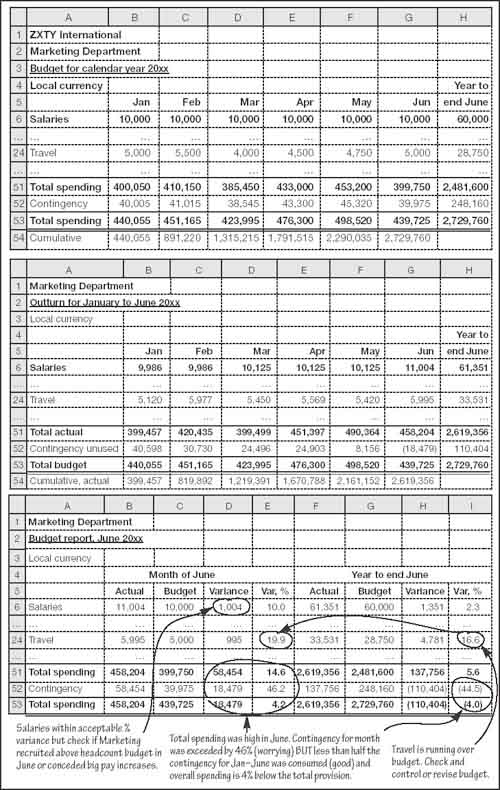 A B C D E F G H
1 ZXTY International
2 Marketing Department
3 Budget for calendar year 20xx
4 Local currency Year to
5 Jan Feb Mar Apr May Jun end June
6 Salaries 10,000 10,000 10,000 10,000 10,000 10,000 60,000
... ... ... ... ... ... ... ...
24 Travel 5,000 5,500 4,000 4,500 4,750 5,000 28,750
... ... ... ... ... ... ... ...
51 Total spending 400,050 410,150 385,450 433,000 453,200 399,750 2,481,600
52 Contingency 40,005 41,015 38,545 43,300 45,320 39,975 248,160
53 Total spending 440,055 451,165 423,995 476,300 498,520 439,725 2,729,760
54 Cumulative 440,055 891,220 1,315,215 1,791,515 2,290,035 2,729,760
A B C D E F G H
1 Marketing Department
2 Outturn for January to June 20xx
3 Local currency
4 Year to
5 Jan Feb Mar Apr May Jun end June
6 Salaries 9,986 9,986 10,125 10,125 10,125 11,004 61,351
... ... ... ... ... ... ... ...
24 Travel 5,120 5,977 5,450 5,569 5,420 5,995 33,531
... ... ... ... ... ... ... ...
51 Total actual 399,457 420,435 399,499 451,397 490,364 458,204 2,619,356
52 Contingency unused 40,598 30,730 24,496 24,903 8,156 (18,479) 110,404
53 Total budget 440,055 451,165 423,995 476,300 498,520 439,725 2,729,760
54 Cumulative, actual 399,457 819,892 1,219,391 1,670,788 2,161,152 2,619,356
A B C D E F G H I
1 Marketing Department
2 Budget report, June 20xx
3 Local currency
4 Month of June Year to end June
5 Actual Budget Variance Var, % Actual Budget Variance Var, %
6 Salaries 11,004 10,000 1,004 10.0 61,351 60,000 1,351 2.3
... ... ... ... ... ... ... ... ...
24 Travel 5,995 5,000 995 19.9 33,531 28,750 4,781 16.6
... ... ... ... ... ... ... ... ...
51 Total spending 458,204 399,750 58,454 14.6 2,619,356 2,481,600 137,756 5.6
52 Contingency 58,454 39,975 18,479 46.2 137,756 248,160 (110,404) (44.5)
53 Total spending 458,204 439,725 18,479 4.2 2,619,356 2,729,760 (110,404) (4.0)
Salaries within acceptable %
variance but check if Marketing
recruited above headcount budget in
June or conceded big pay increases.
Total spending was high in June. Contingency for month
was exceeded by 46% (worrying) BUT less than half the
contingency for Jan–June was consumed (good) and
overall spending is 4% below the total provision.
Travel is running over
budget. Check and
control or revise budget.